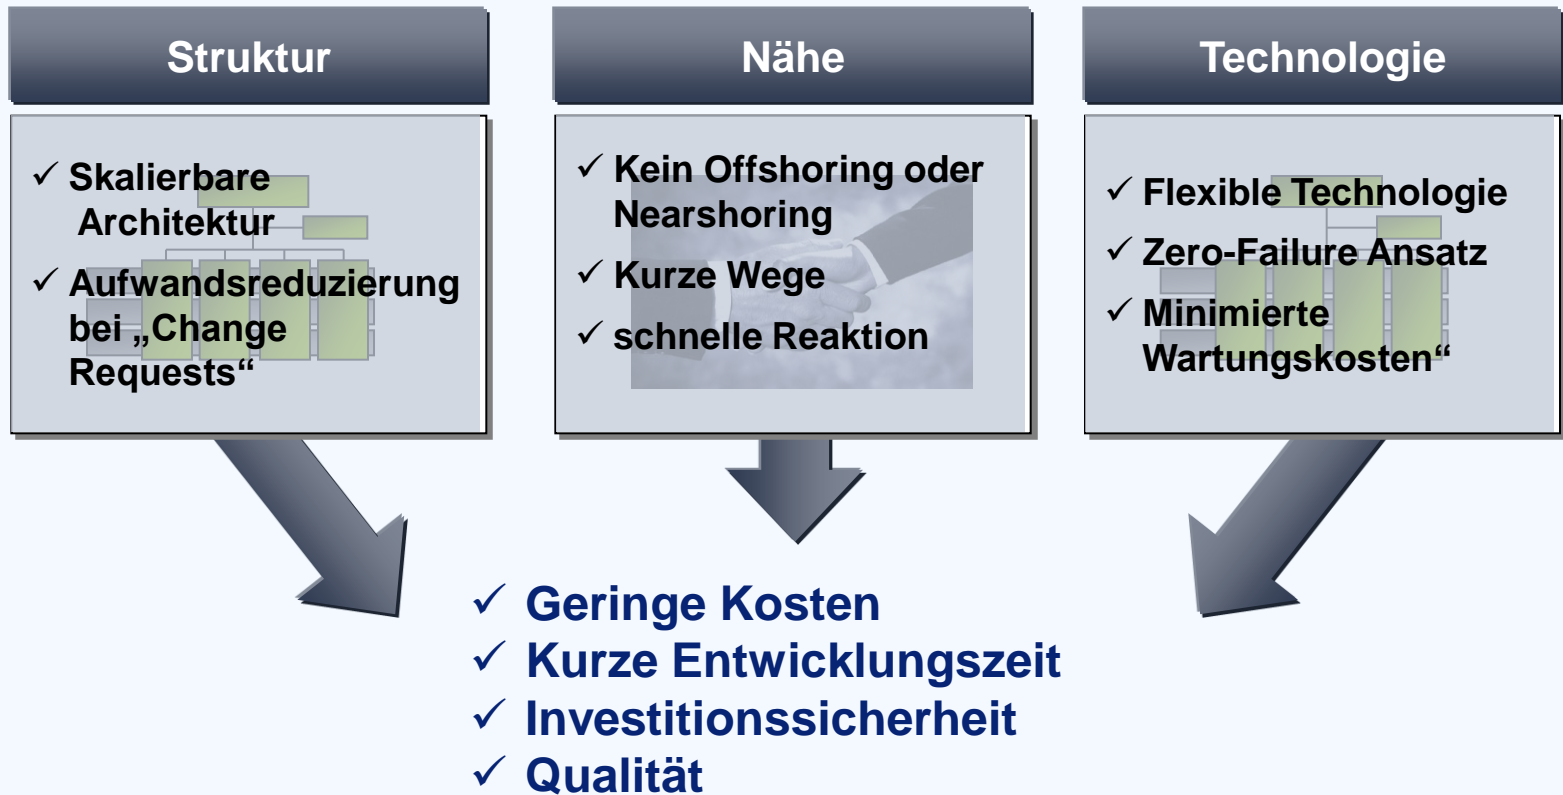 Struktur
✓ Skalierbare
Architektur
✓ Aufwandsreduzierung
bei „Change
Requests“
Nähe
✓ Kein Offshoring oder
Nearshoring
✓ Kurze Wege
✓ schnelle Reaktion
Technologie
✓ Flexible Technologie
✓ Zero-Failure Ansatz
✓ Minimierte
Wartungskosten“
✓ Geringe Kosten
✓ Kurze Entwicklungszeit
✓ Investitionssicherheit
✓ Qualität